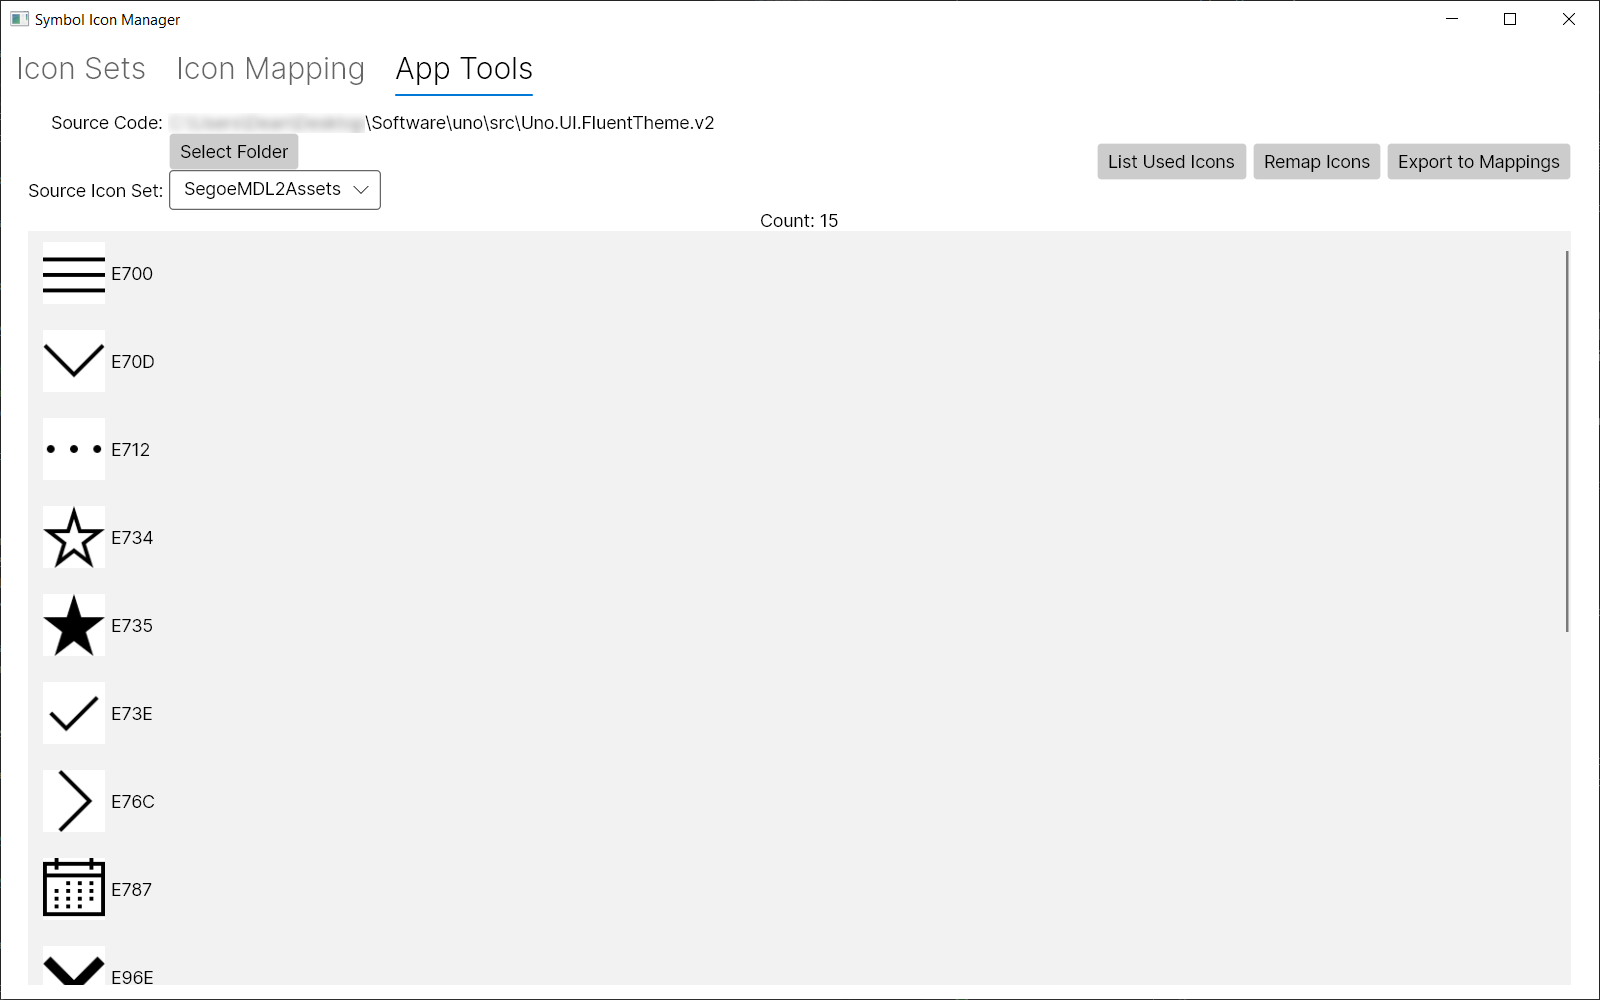 Symbol Icon Manager
Icon Sets Icon Mapping App Tools
Source Code: \Software\uno\src\Uno.UI.FluentTheme.v2
Select Folder
List Used Icons Remap Icons Export to Mappings
Source Icon Set: SegoeMDL2Assets
Count: 15
E700
E70D
E712
E734
E735
E73E
E76C
E787
E96E